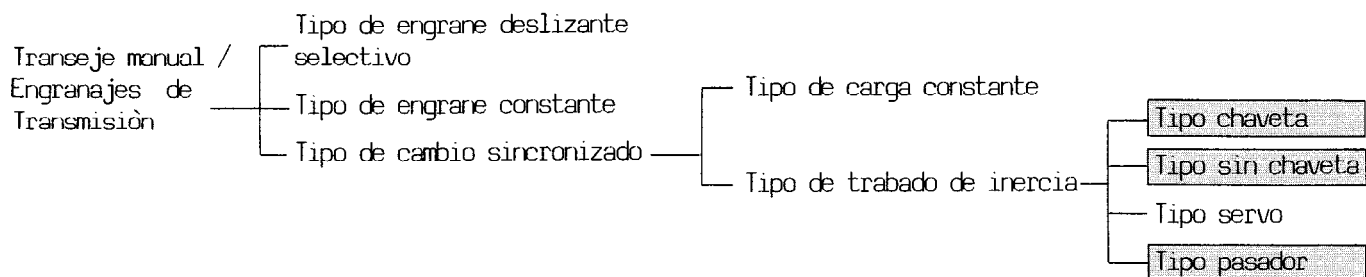 Tipo de engrane deslizante
selectivo
Transeje manual /
Engranajes de
Transmisiòn
Tipo de engrane constante
Tipo de cambio sincronizado
Tipo de carga constante
Tipo de trabado de inercia
Tipo chaveta
Tipo sin chaveta
Tipo servo
Tipo pasador